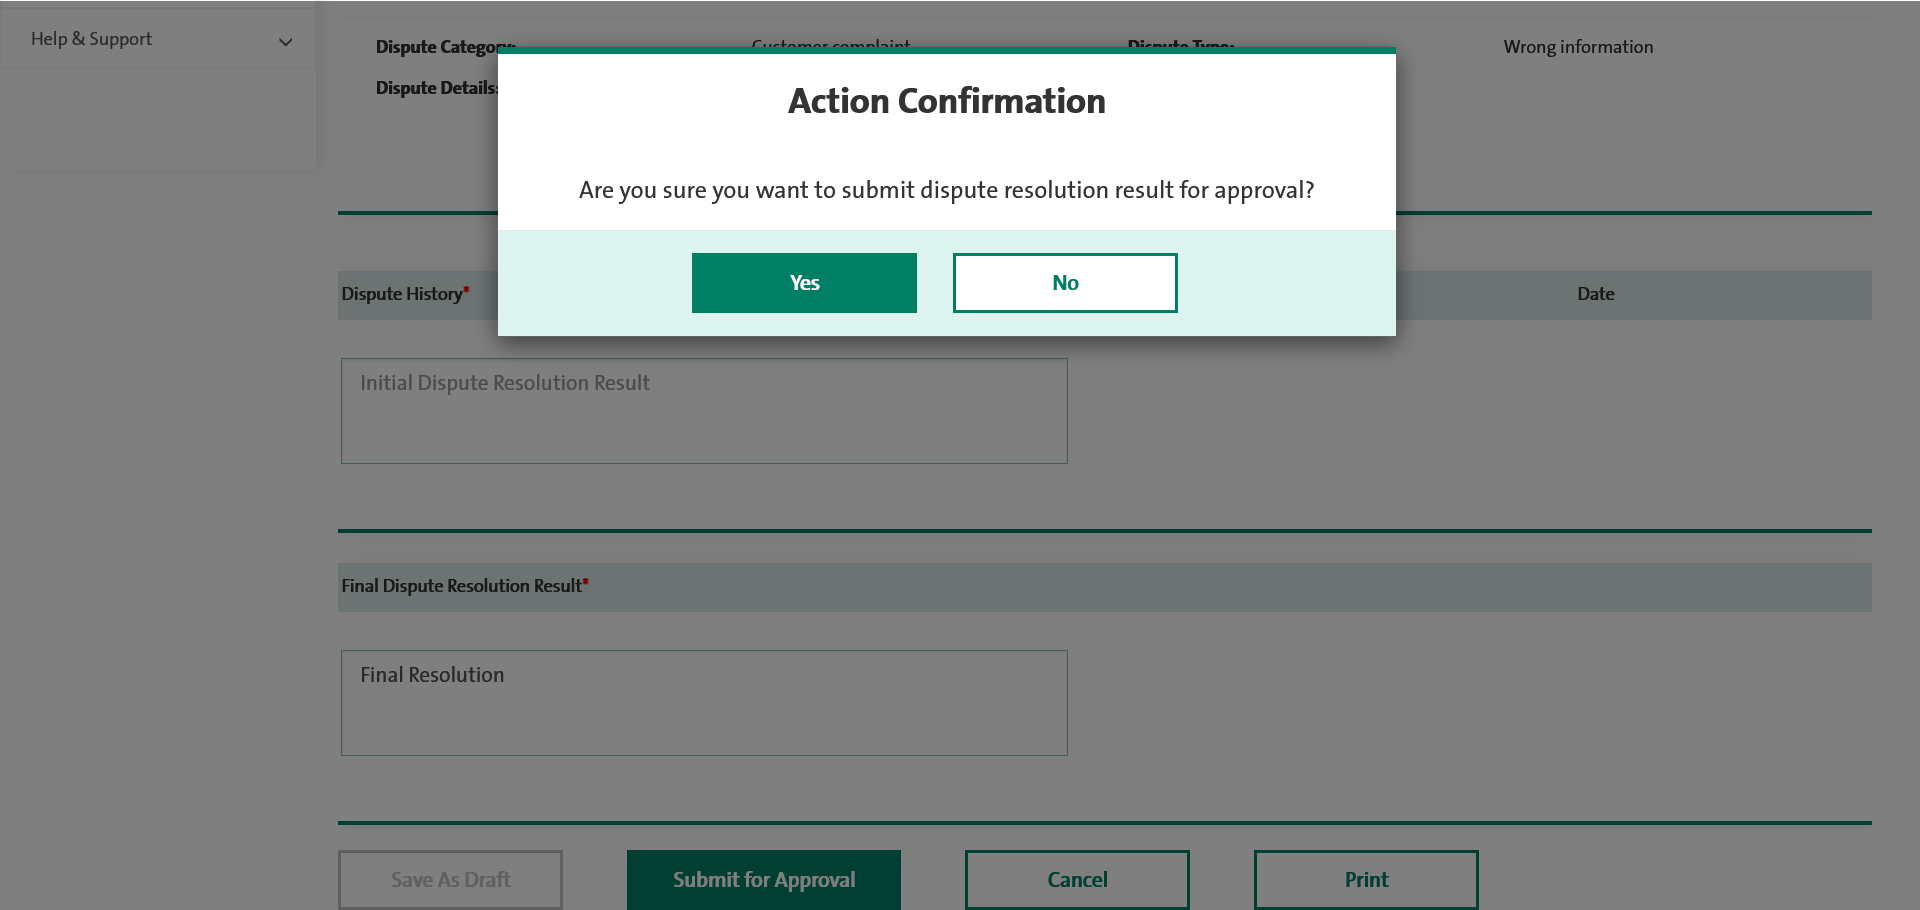 Help & Support
Dispute Category:
Customer complaint
Dispute Type:
Wrong information
Dispute Details:
Action Confirmation
Are you sure you want to submit dispute resolution result for approval?
Yes
No
Dispute History*
Date
Initial Dispute Resolution Result
Final Dispute Resolution Result*
Final Resolution
Save As Draft
Submit for Approval
Cancel
Print